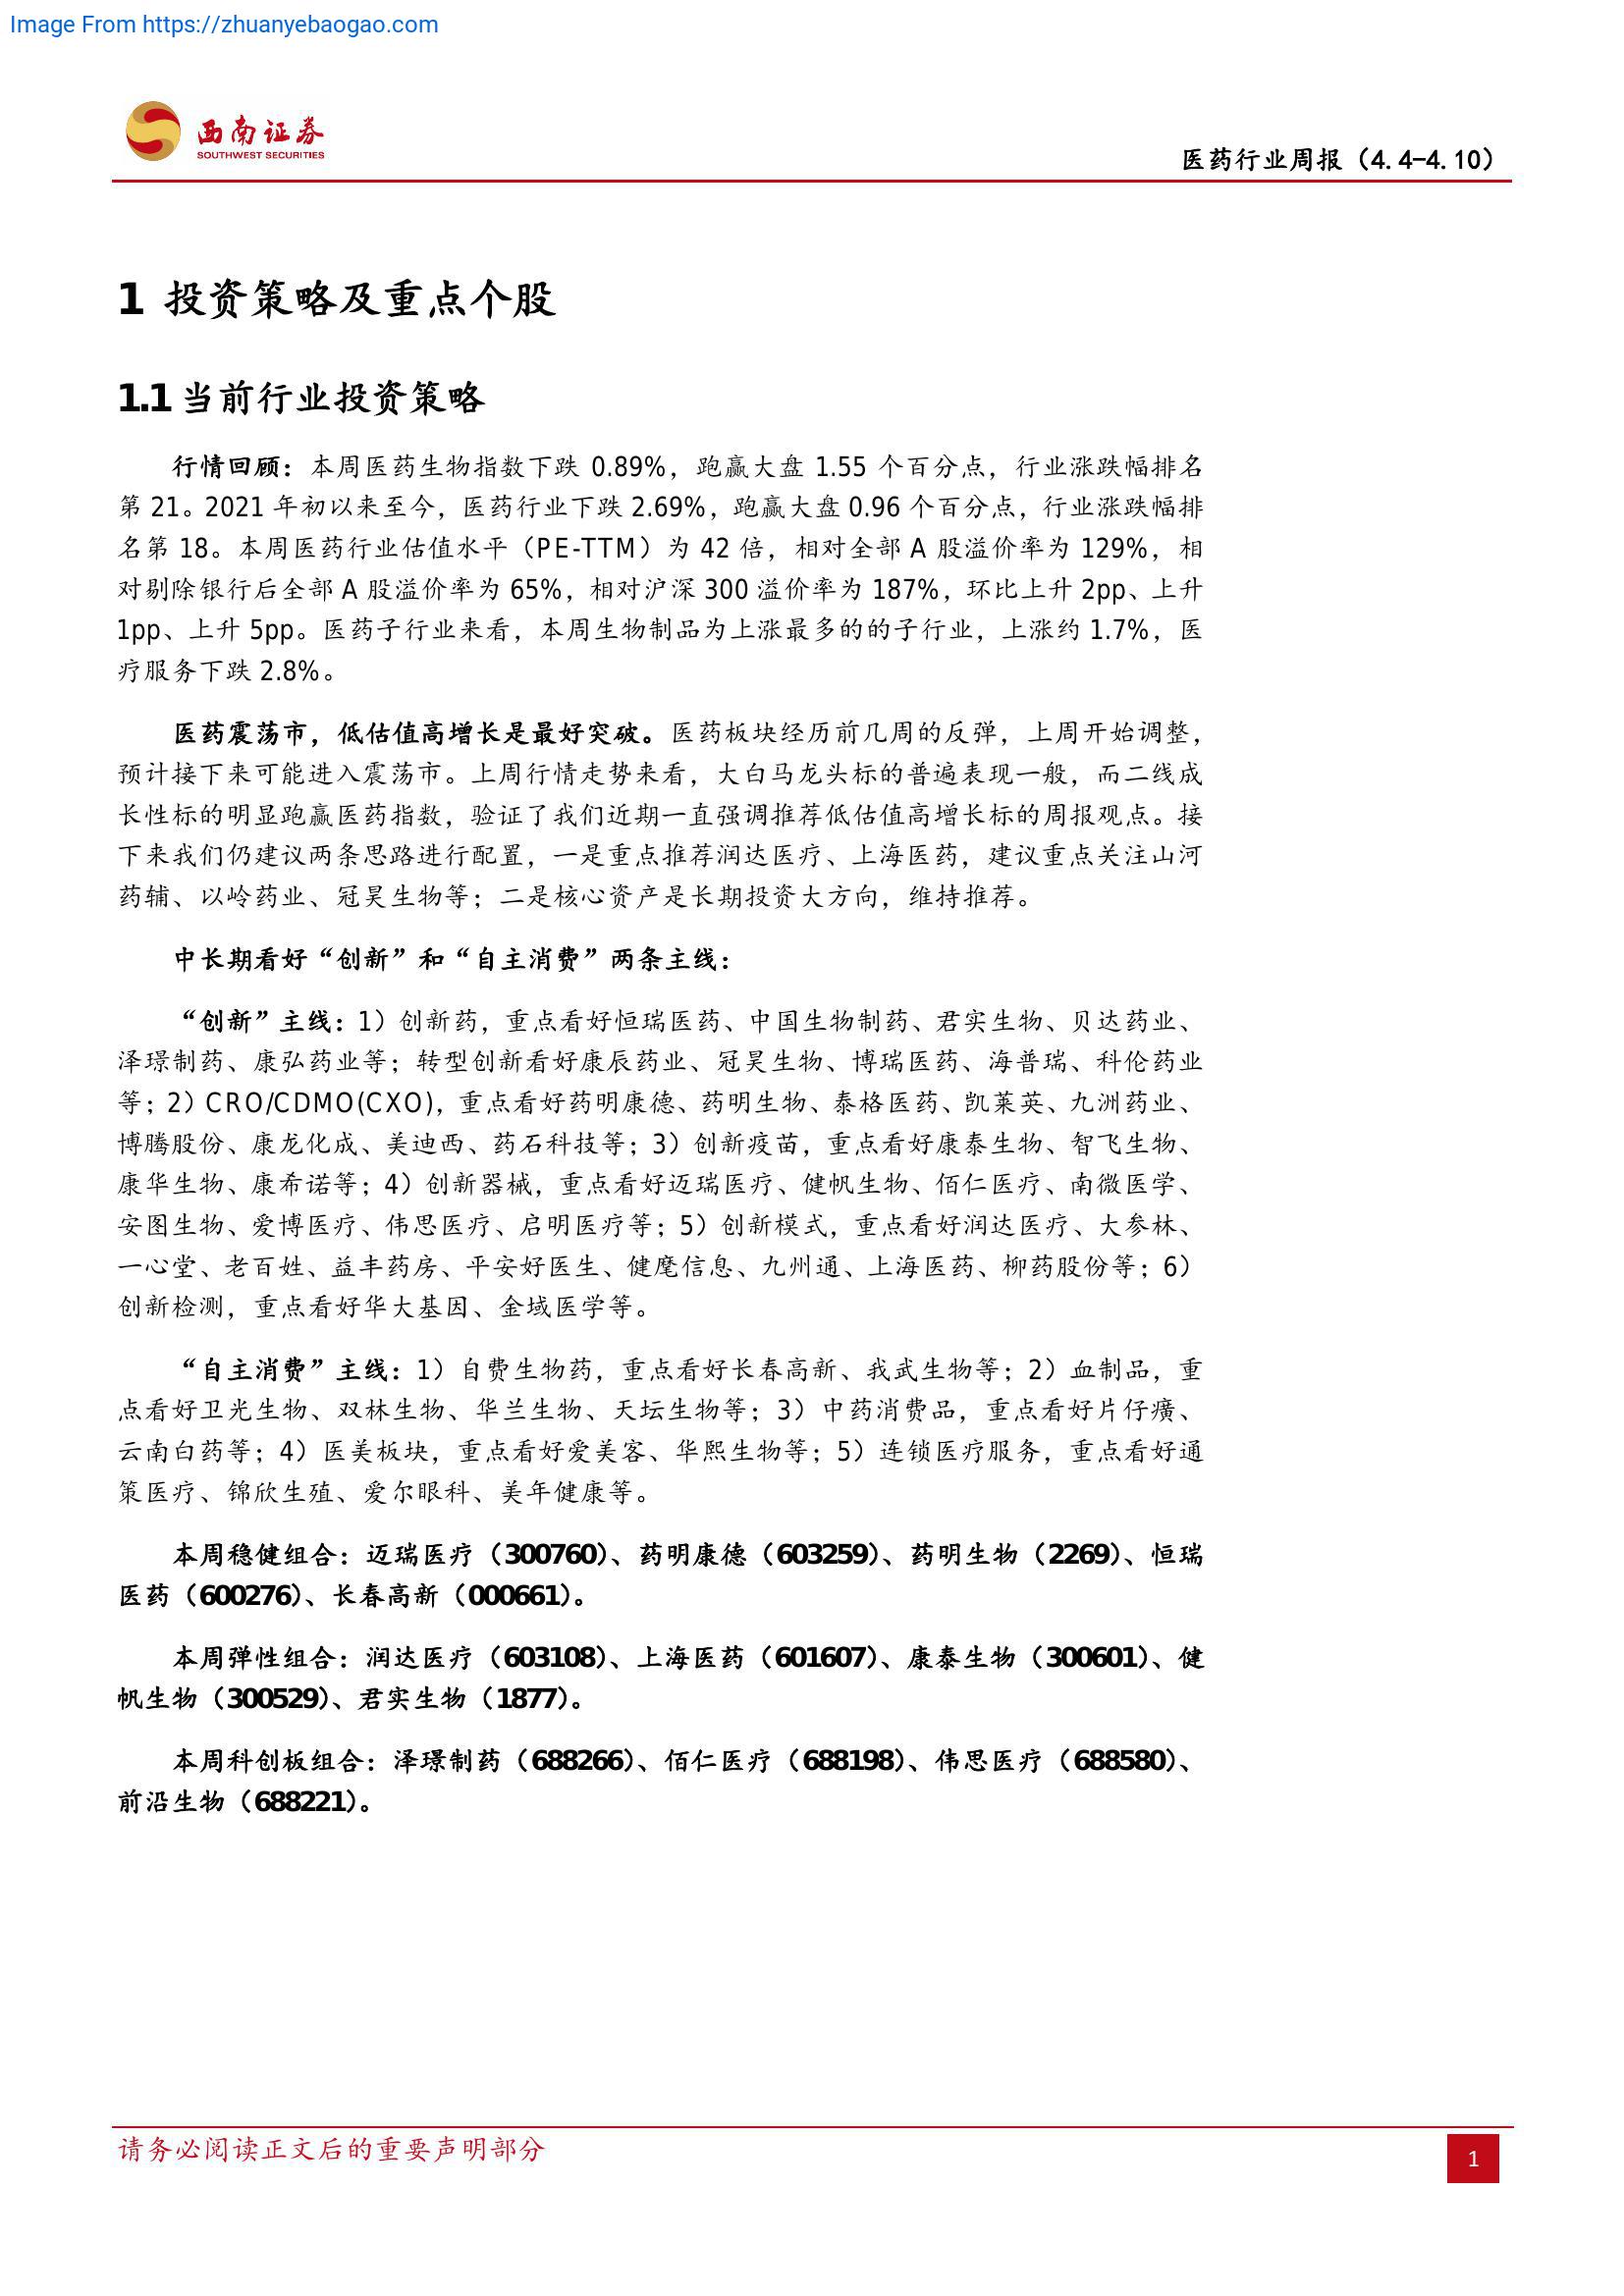 Image From https://zhuanyebaogao.com
西南证券
SOUTHWEST SECURITIES
医药行业周报（4.4-4.10）
1 投资策略及重点个股
1.1 当前行业投资策略
行情回顾：本周医药生物指数下跌 0.89%，跑赢大盘 1.55 个百分点，行业涨跌幅排名
第 21。2021 年初以来至今，医药行业下跌 2.69%，跑赢大盘 0.96 个百分点，行业涨跌幅排
名第 18。本周医药行业估值水平（PE-TTM）为 42 倍，相对全部 A 股溢价率为 129%，相
对剔除银行后全部 A 股溢价率为 65%，相对沪深 300 溢价率为 187%，环比上升 2pp、上升
1pp、上升 5pp。医药子行业来看，本周生物制品为上涨最多的的子行业，上涨约 1.7%，医
疗服务下跌 2.8%。
医药震荡市，低估值高增长是最好突破。医药板块经历前几周的反弹，上周开始调整，
预计接下来可能进入震荡市。上周行情走势来看，大白马龙头标的普遍表现一般，而二线成
长性标的明显跑赢医药指数，验证了我们近期一直强调推荐低估值高增长标的周报观点。接
下来我们仍建议两条思路进行配置，一是重点推荐润达医疗、上海医药，建议重点关注山河
药辅、以岭药业、冠昊生物等；二是核心资产是长期投资大方向，维持推荐。
中长期看好“创新”和“自主消费”两条主线：
“创新”主线：1）创新药，重点看好恒瑞医药、中国生物制药、君实生物、贝达药业、
泽璟制药、康弘药业等；转型创新看好康辰药业、冠昊生物、博瑞医药、海普瑞、科伦药业
等；2）CRO/CDMO(CXO)，重点看好药明康德、药明生物、泰格医药、凯莱英、九洲药业、
博腾股份、康龙化成、美迪西、药石科技等；3）创新疫苗，重点看好康泰生物、智飞生物、
康华生物、康希诺等；4）创新器械，重点看好迈瑞医疗、健帆生物、佰仁医疗、南微医学、
安图生物、爱博医疗、伟思医疗、启明医疗等；5）创新模式，重点看好润达医疗、大参林、
一心堂、老百姓、益丰药房、平安好医生、健麾信息、九州通、上海医药、柳药股份等；6）
创新检测，重点看好华大基因、金域医学等。
“自主消费”主线：1）自费生物药，重点看好长春高新、我武生物等；2）血制品，重
点看好卫光生物、双林生物、华兰生物、天坛生物等；3）中药消费品，重点看好片仔癀、
云南白药等；4）医美板块，重点看好爱美客、华熙生物等；5）连锁医疗服务，重点看好通
策医疗、锦欣生殖、爱尔眼科、美年健康等。
本周稳健组合：迈瑞医疗（300760）、药明康德（603259）、药明生物（2269）、恒瑞
医药（600276）、长春高新（000661）。
本周弹性组合：润达医疗（603108）、上海医药（601607）、康泰生物（300601）、健
帆生物（300529）、君实生物（1877）。
本周科创板组合：泽璟制药（688266）、佰仁医疗（688198）、伟思医疗（688580）、
前沿生物（688221）。
请务必阅读正文后的重要声明部分
1